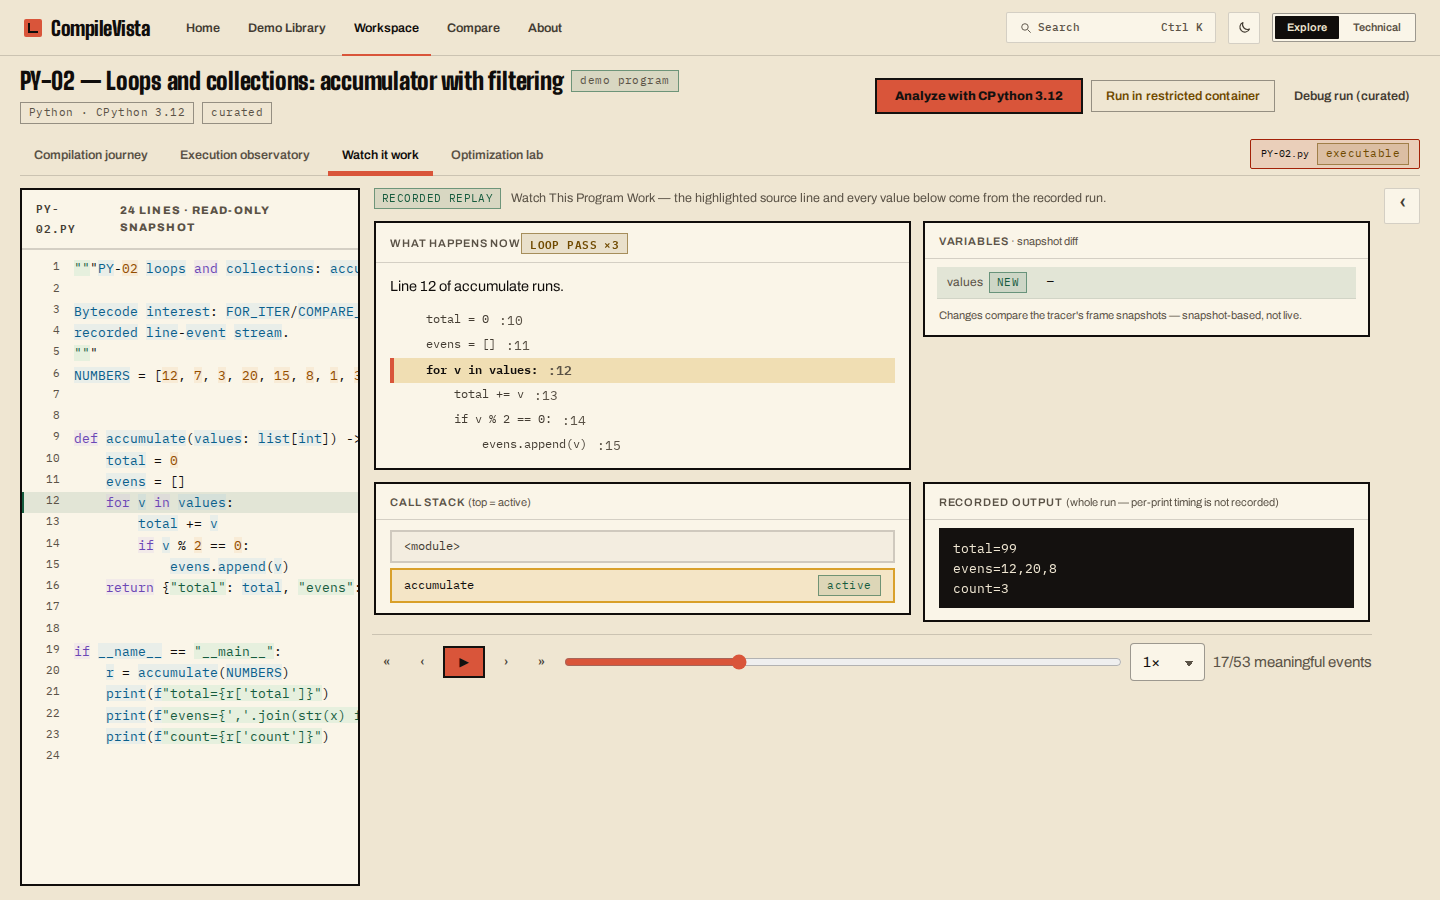 CompileVista
Home Demo Library Workspace Compare About
Search Ctrl K
Explore Technical
PY-02 — Loops and collections: accumulator with filtering demo program
Python · CPython 3.12 curated
Analyze with CPython 3.12 Run in restricted container Debug run (curated)
Compilation journey Execution observatory Watch it work Optimization lab
PY-02.py executable
PY-
02.PY
24 LINES · READ-ONLY
SNAPSHOT
1 """PY-02 loops and collections: accu
2
3 Bytecode interest: FOR_ITER/COMPARE_
4 recorded line-event stream.
5 """
6 NUMBERS = [12, 7, 3, 20, 15, 8, 1, 3
7
8
9 def accumulate(values: list[int]) ->
10 total = 0
11 evens = []
12 for v in values:
13 total += v
14 if v % 2 == 0:
15 evens.append(v)
16 return {"total": total, "evens":
17
18
19 if __name__ == "__main__":
20 r = accumulate(NUMBERS)
21 print(f"total={r['total']}")
22 print(f"evens={','.join(str(x) f
23 print(f"count={r['count']}")
24
RECORDED REPLAY Watch This Program Work — the highlighted source line and every value below come from the recorded run.
WHAT HAPPENS NOW LOOP PASS ×3
Line 12 of accumulate runs.
total = 0 :10
evens = [] :11
for v in values: :12
total += v :13
if v % 2 == 0: :14
evens.append(v) :15
VARIABLES · snapshot diff
values NEW —
Changes compare the tracer's frame snapshots — snapshot-based, not live.
CALL STACK (top = active)
<module>
accumulate active
RECORDED OUTPUT (whole run — per-print timing is not recorded)
total=99
evens=12,20,8
count=3
« ‹ ▶ › » 1× 17/53 meaningful events